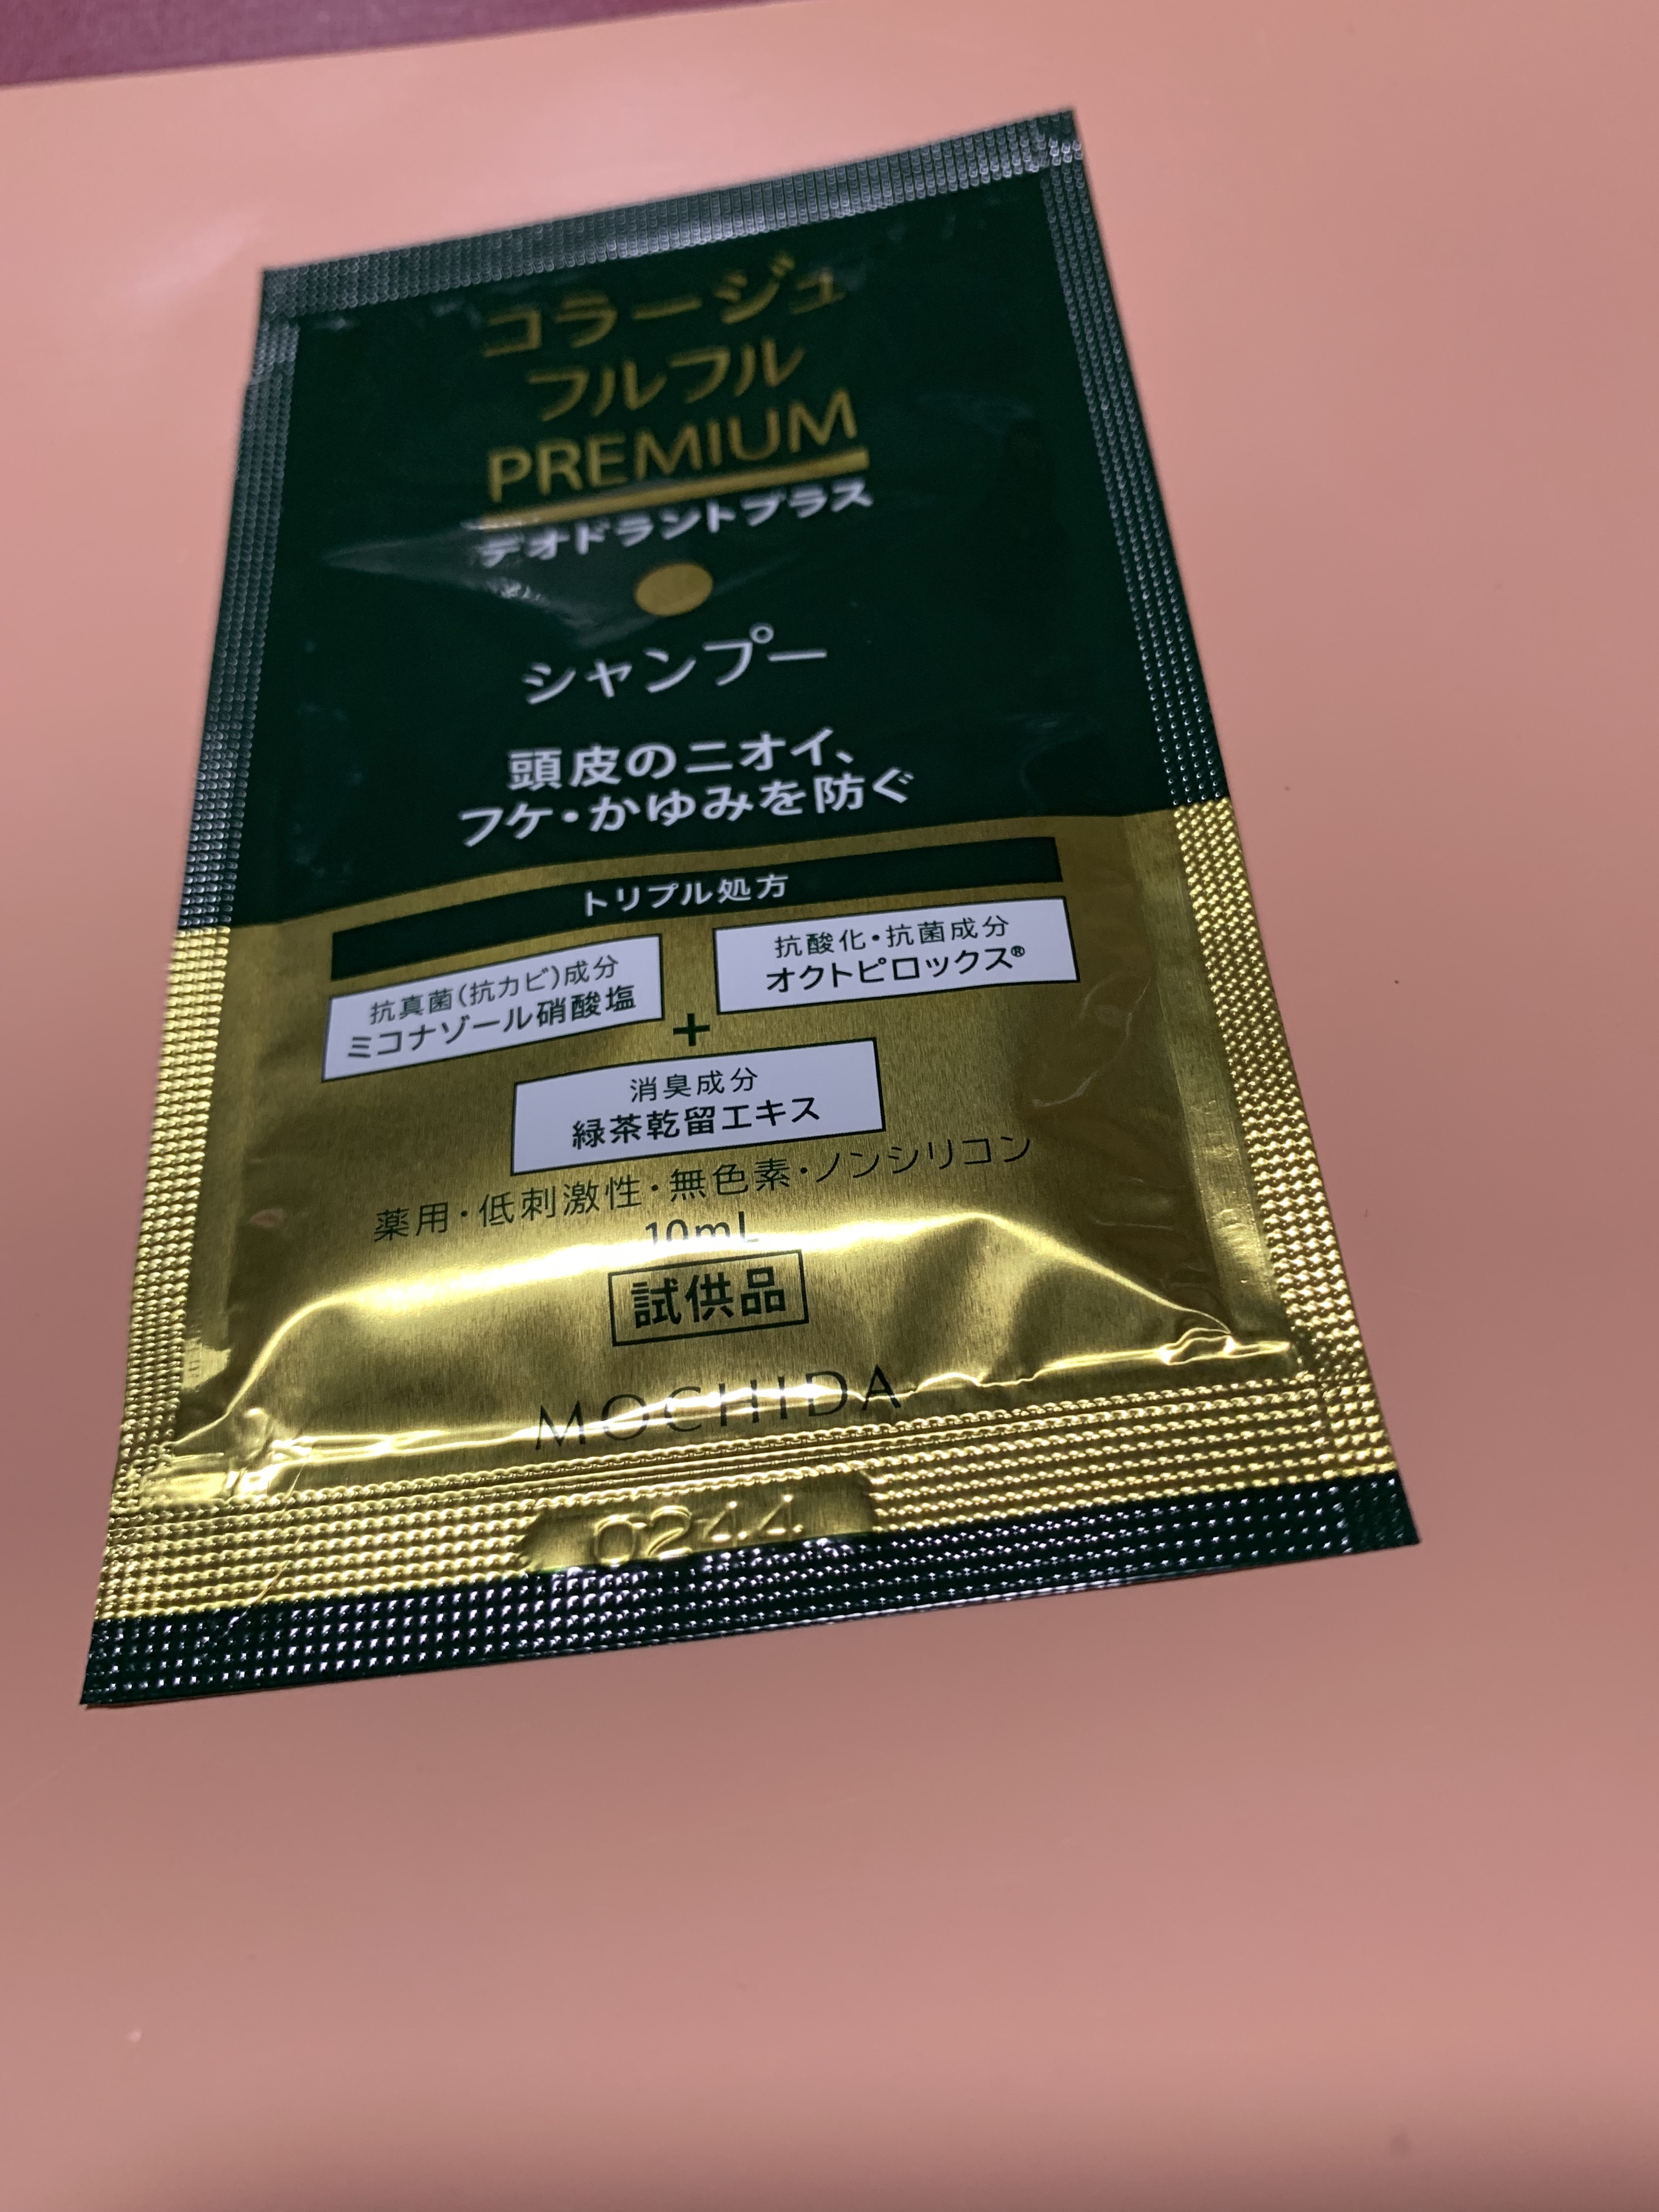 コラージュ
フルフル
PREMIUM
デオドラントプラス
シャンプー
頭皮のニオイ、
フケ・かゆみを防ぐ
トリプル処方
抗真菌(抗カビ)成分
ミコナゾール硝酸塩
+
抗酸化・抗菌成分
オクトピロックス®
消臭成分
緑茶乾留エキス
薬用・低刺激性・無色素・ノンシリコン
10mL
試供品
MOCHIDA
0244